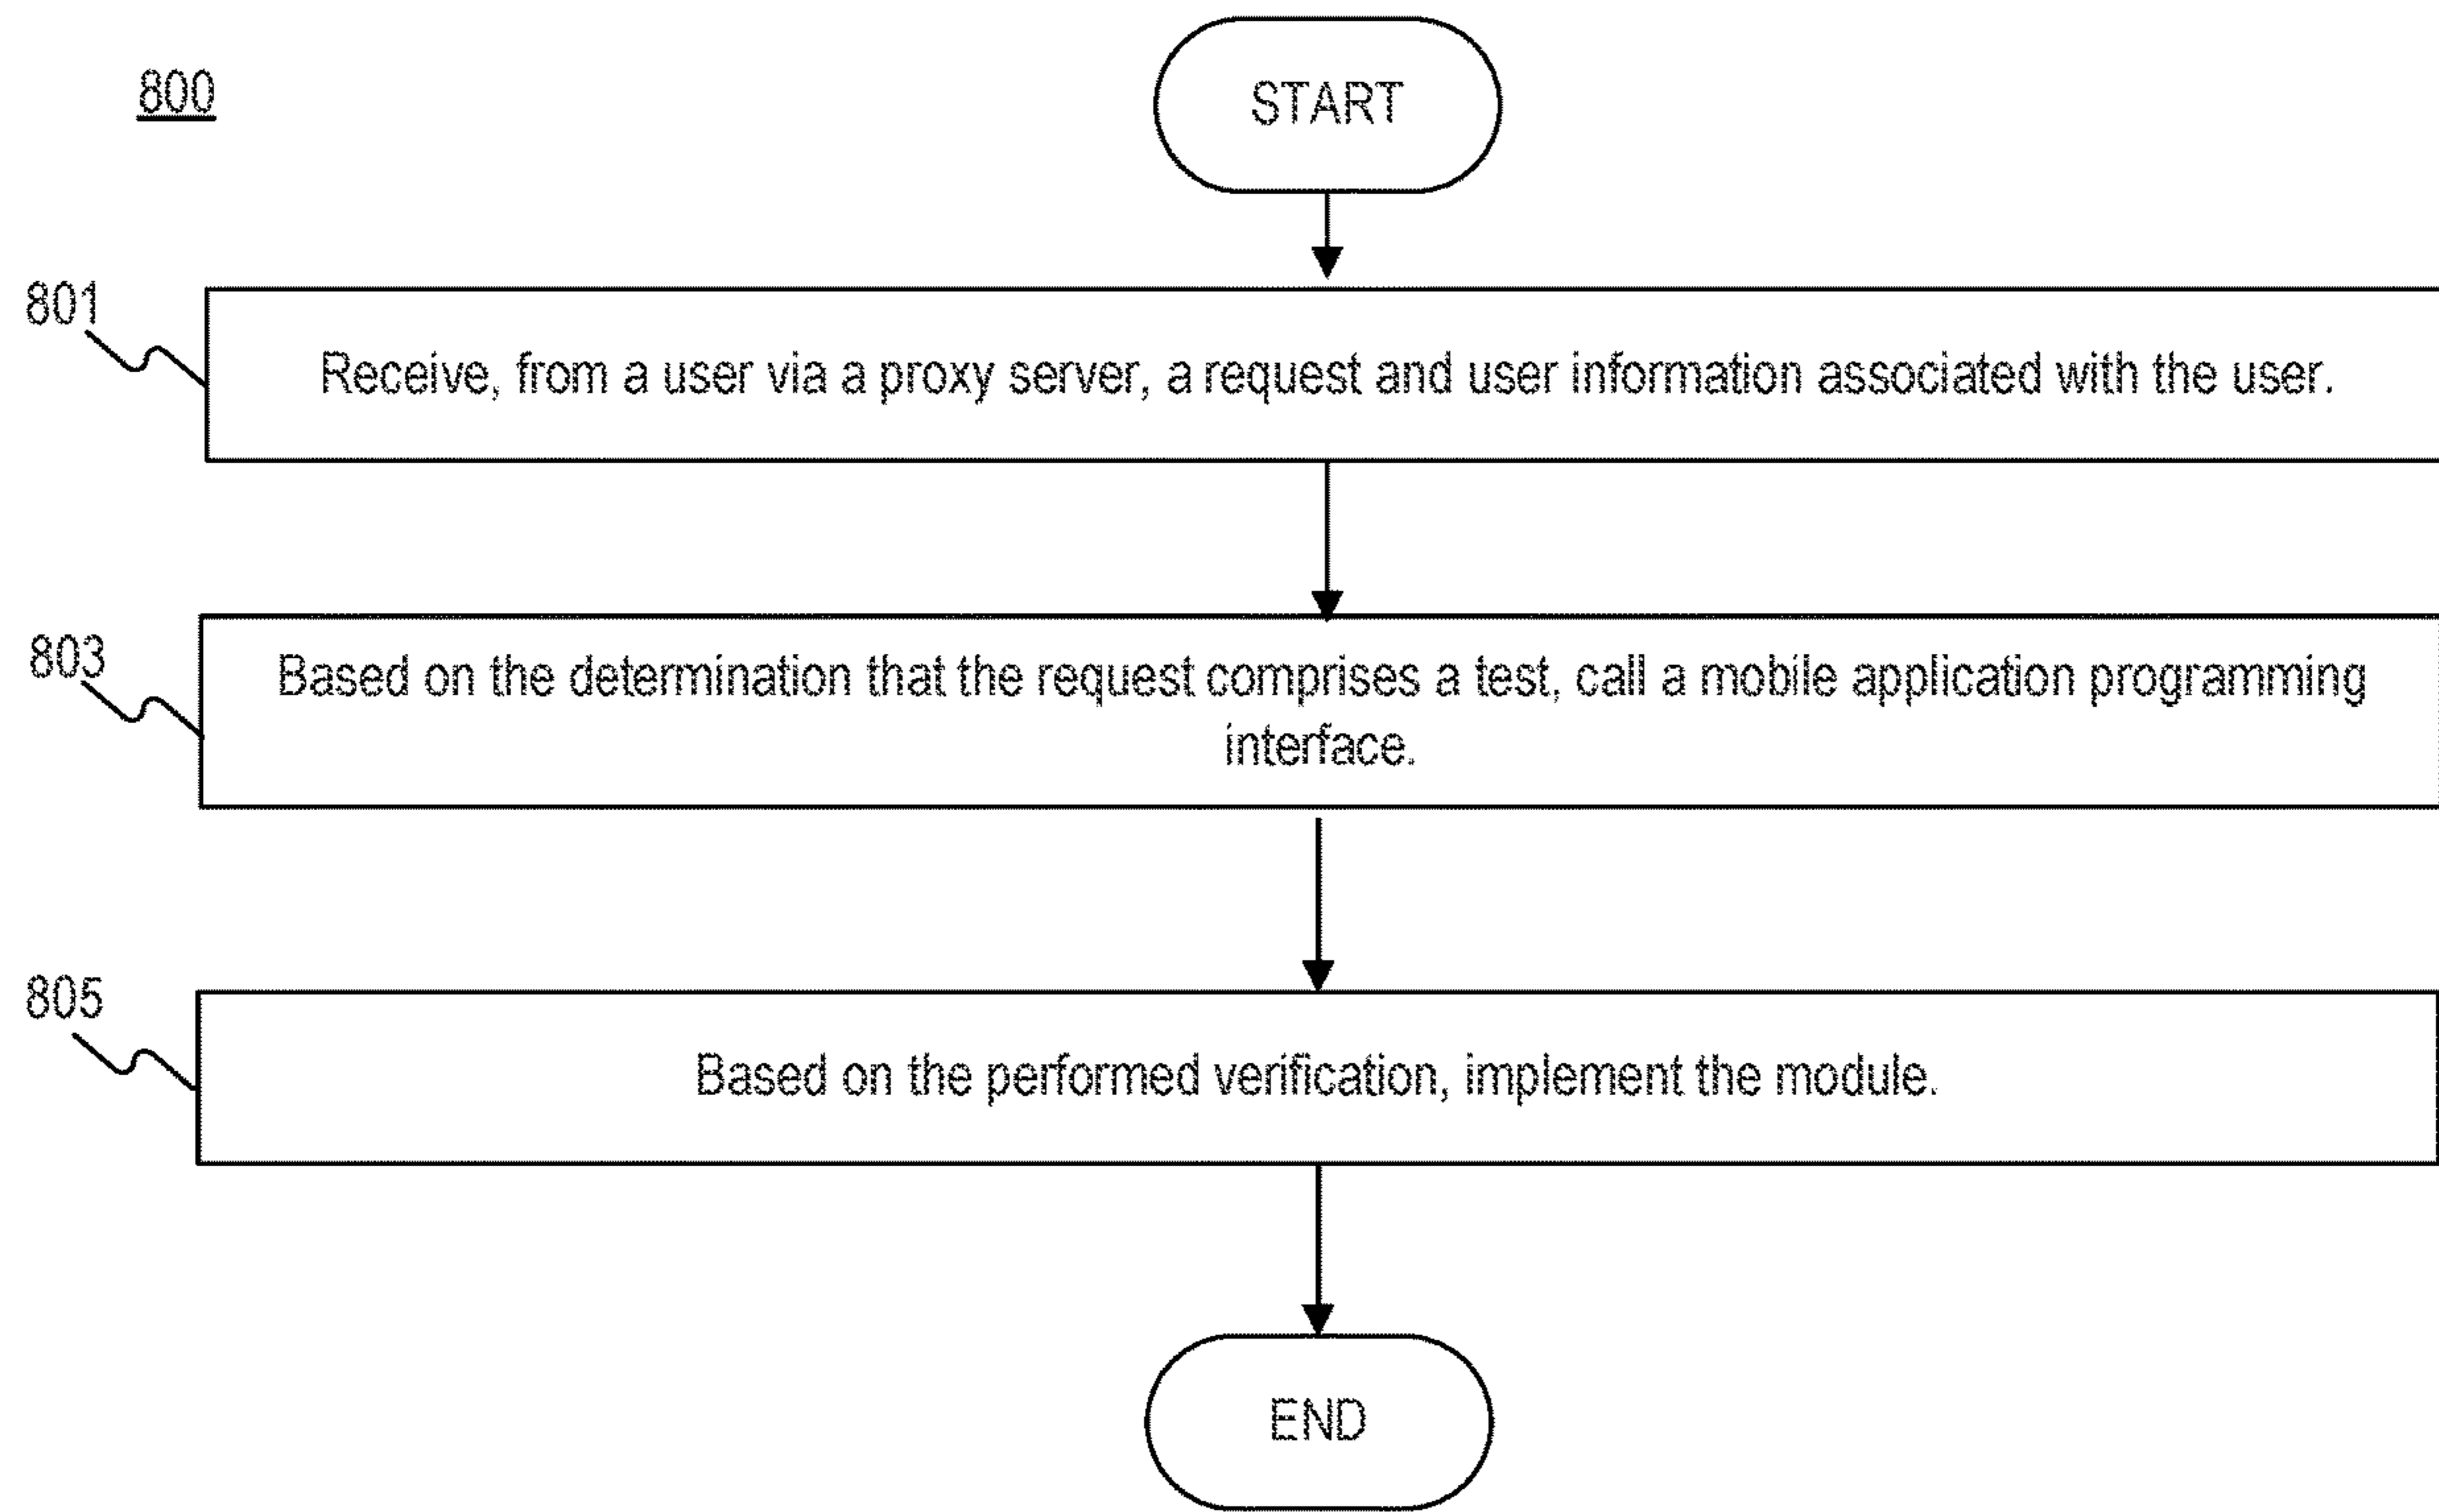 800
START
801
Receive, from a user via a proxy server, a request and user information associated with the user.
803
Based on the determination that the request comprises a test, call a mobile application programming
interface.
805
Based on the performed verification, implement the module.
END